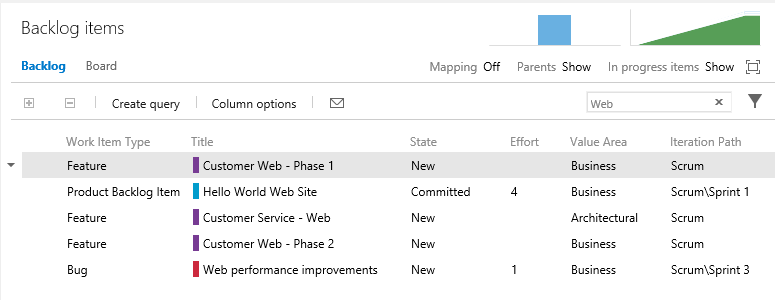 Backlog items
Backlog Board Mapping Off Parents Show In progress items Show
Create query Column options Web
Work Item Type Title State Effort Value Area Iteration Path
Feature Customer Web - Phase 1 New Business Scrum
Product Backlog Item Hello World Web Site Committed 4 Business Scrum\Sprint 1
Feature Customer Service - Web New Architectural Scrum
Feature Customer Web - Phase 2 New Business Scrum
Bug Web performance improvements New 1 Business Scrum\Sprint 3